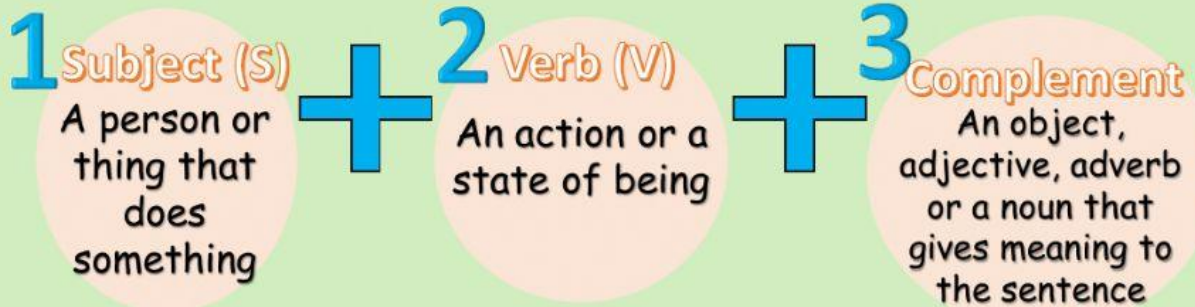 1 Subject (S)
A person or
thing that
does
something
+
2 Verb (V)
An action or a
state of being
+
3 Complement
An object,
adjective, adverb
or a noun that
gives meaning to
the sentence